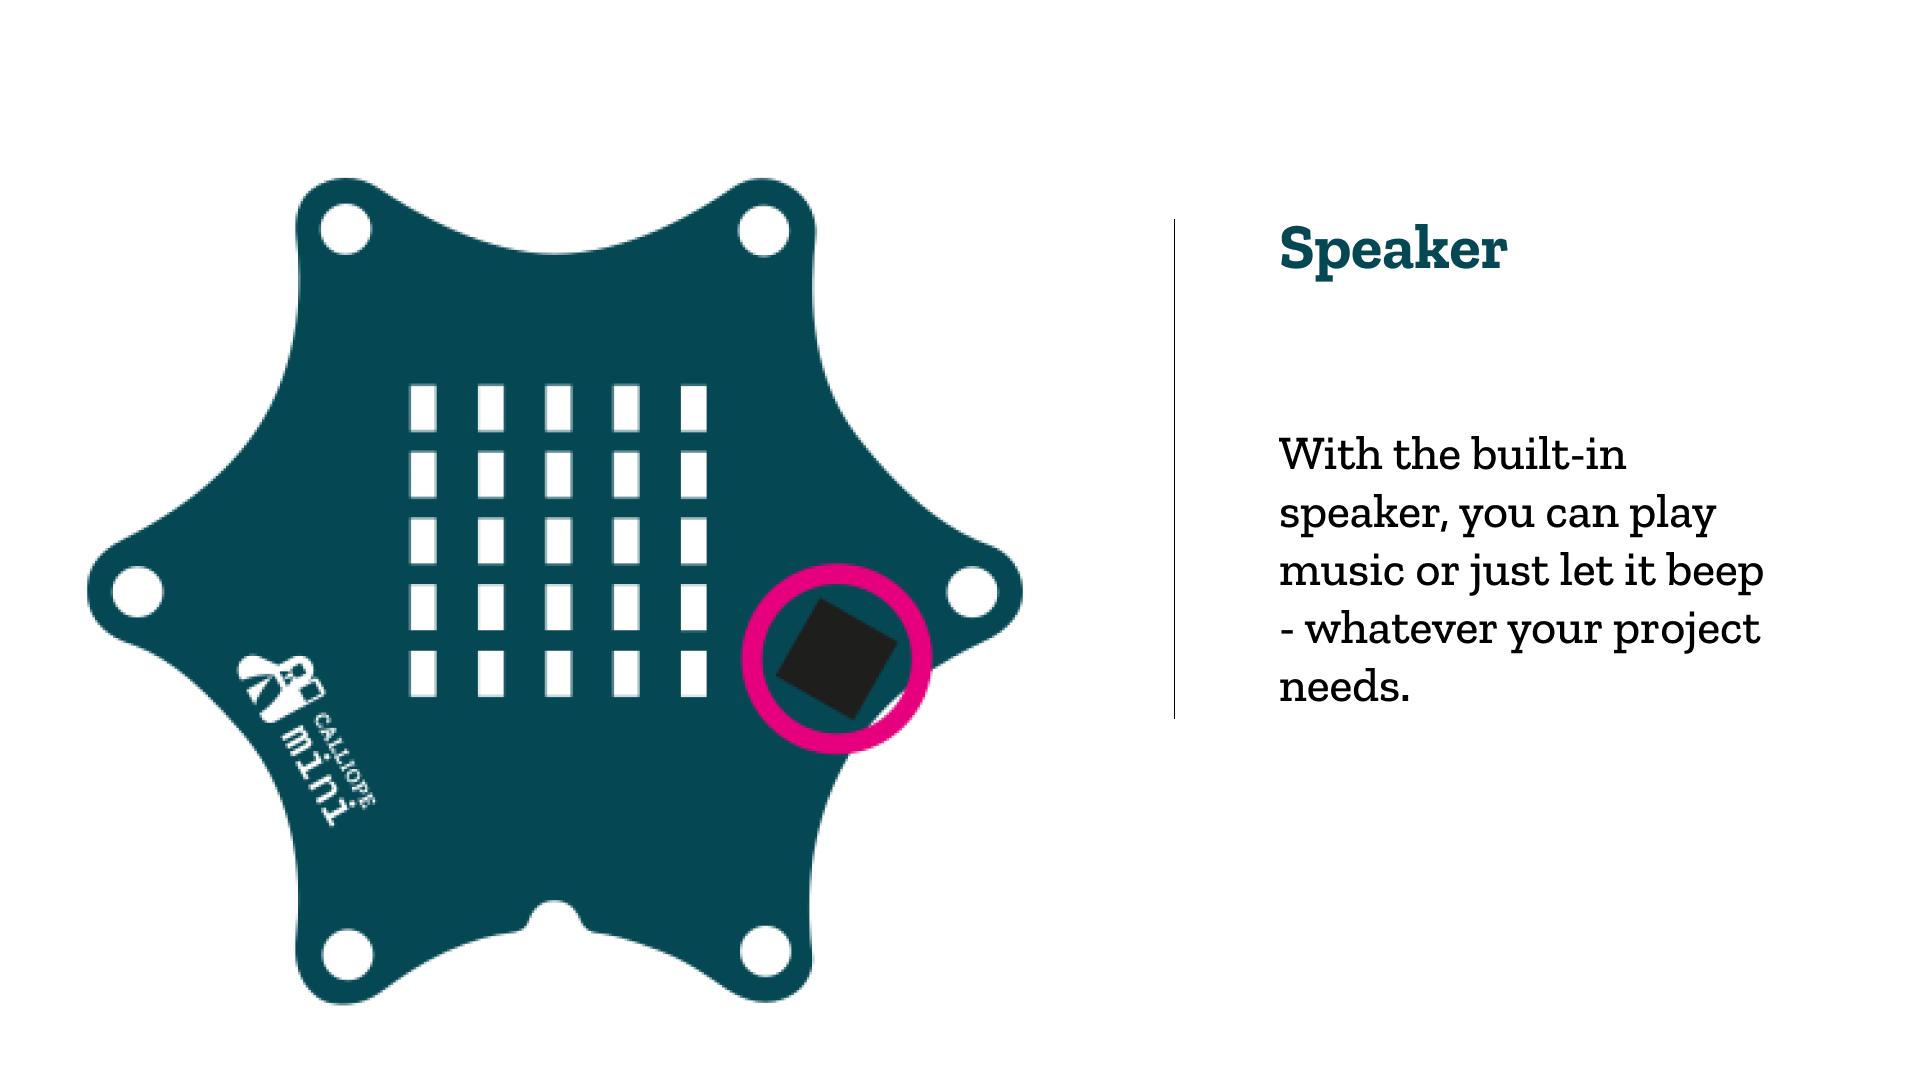 Speaker
With the built-in
speaker, you can play
music or just let it beep
- whatever your project
needs.
CALLIOPE
mini